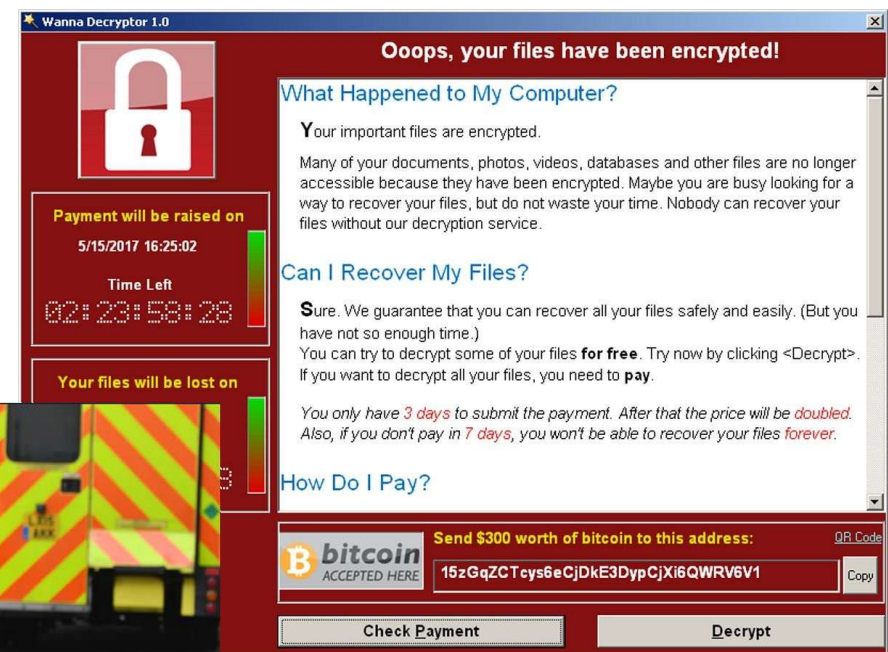 Wanna Decryptor 1.0
Ooops, your files have been encrypted!
Payment will be raised on
5/15/2017 16:25:02
Time Left
02:23:58:28
Your files will be lost on
What Happened to My Computer?
Your important files are encrypted.
Many of your documents, photos, videos, databases and other files are no longer
accessible because they have been encrypted. Maybe you are busy looking for a
way to recover your files, but do not waste your time. Nobody can recover your
files without our decryption service.
Can I Recover My Files?
Sure. We guarantee that you can recover all your files safely and easily. (But you
have not so enough time.)
You can try to decrypt some of your files for free. Try now by clicking <Decrypt>.
If you want to decrypt all your files, you need to pay.
You only have 3 days to submit the payment. After that the price will be doubled.
Also, if you don't pay in 7 days, you won't be able to recover your files forever.
How Do I Pay?
bitcoin
ACCEPTED HERE
Send $300 worth of bitcoin to this address:
QR Code
15zGqZCTcys6eCjDkE3DypCjXi6QWRV6V1
Copy
Check Payment
Decrypt